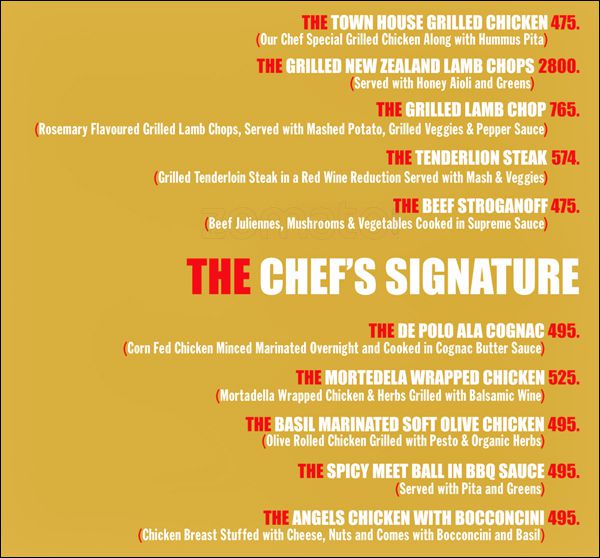 THE TOWN HOUSE GRILLED CHICKEN 475.
(Our Chef Special Grilled Chicken Along with Hummus Pita)
THE GRILLED NEW ZEALAND LAMB CHOPS 2800.
(Served with Honey Aioli and Greens)
THE GRILLED LAMB CHOP 765.
(Rosemary Flavoured Grilled Lamb Chops, Served with Mashed Potato, Grilled Veggies & Pepper Sauce)
THE TENDERLION STEAK 574.
(Grilled Tenderloin Steak in a Red Wine Reduction Served with Mash & Veggies)
THE BEEF STROGANOFF 475.
zomato
(Beef Juliennes, Mushrooms & Vegetables Cooked in Supreme Sauce)
THE CHEF'S SIGNATURE
THE DE POLO ALA COGNAC 495.
(Corn Fed Chicken Minced Marinated Overnight and Cooked in Cognac Butter Sauce)
THE MORTEDELA WRAPPED CHICKEN 525.
(Mortadella Wrapped Chicken & Herbs Grilled with Balsamic Wine)
THE BASIL MARINATED SOFT OLIVE CHICKEN 495.
(Olive Rolled Chicken Grilled with Pesto & Organic Herbs)
THE SPICY MEET BALL IN BBQ SAUCE 495.
(Served with Pita and Greens)
THE ANGELS CHICKEN WITH BOCCONCINI 495.
(Chicken Breast Stuffed with Cheese, Nuts and Comes with Bocconcini and Basil)